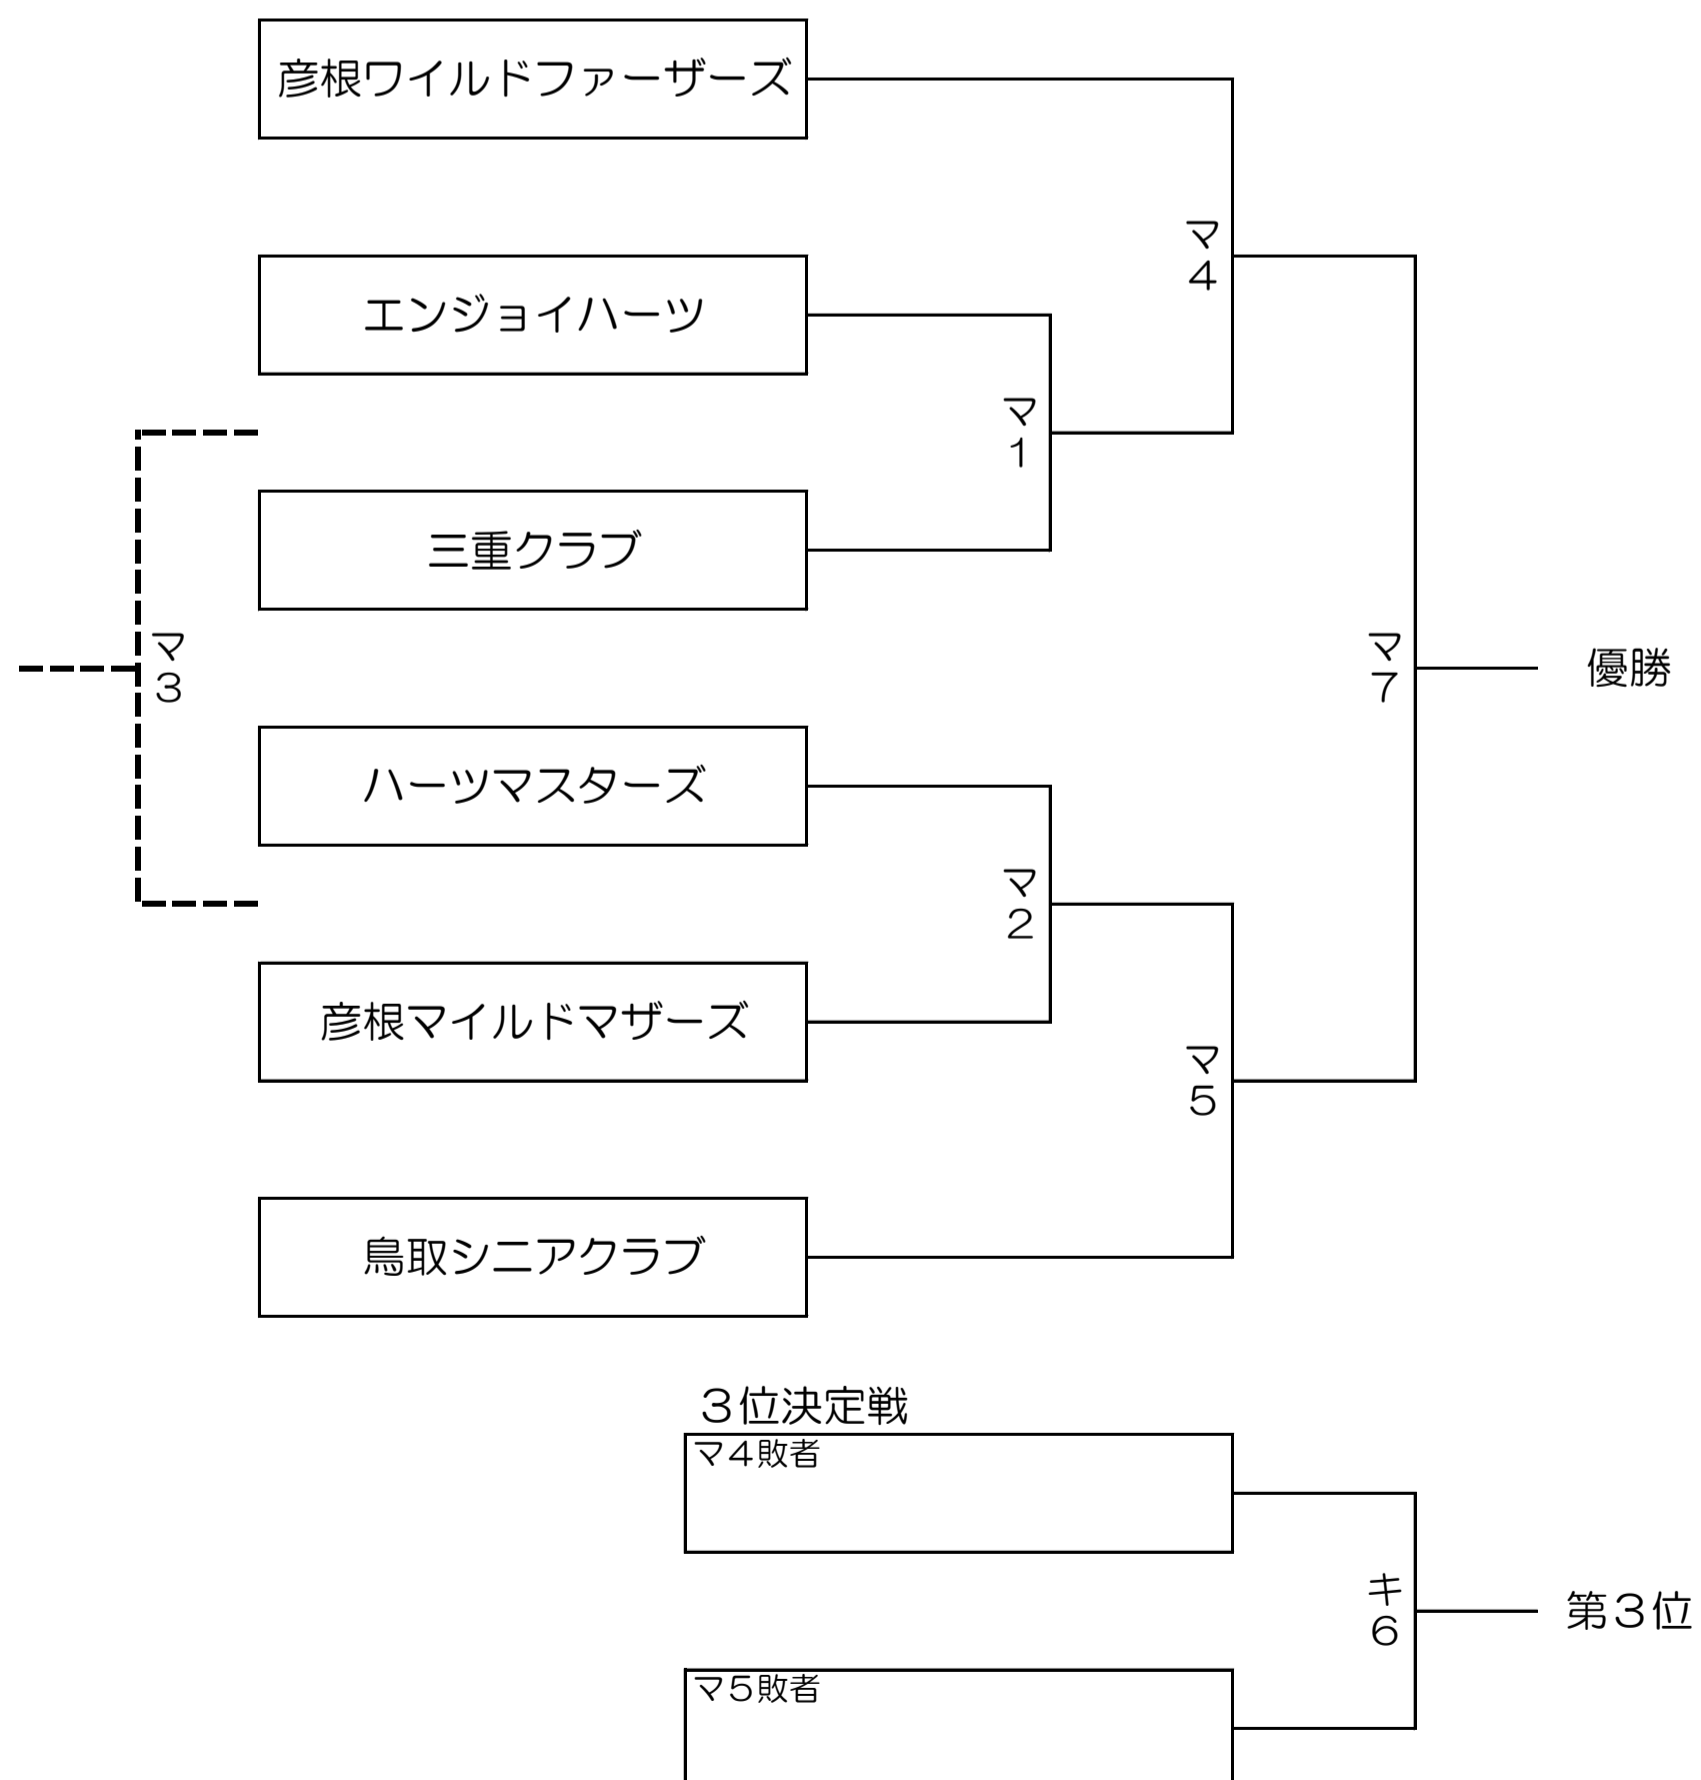 彦根ワイルドファーザーズ
マ4
エンジョイハーツ
マ1
三重クラブ
マ3
マ7
優勝
ハーツマスターズ
マ2
彦根マイルドマザーズ
マ5
鳥取シニアクラブ
３位決定戦
マ４敗者
キ6
第３位
マ５敗者